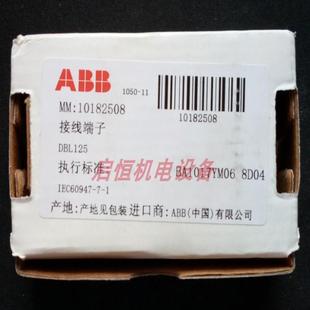 ABB
1050-11
MM:10182508
10182508
接线端子
DBL125
启恒机电设备
执行标准:
EA1017YM06 8D04
IEC60947-7-1
产地:产地见包装 进口商:ABB(中国)有限公司